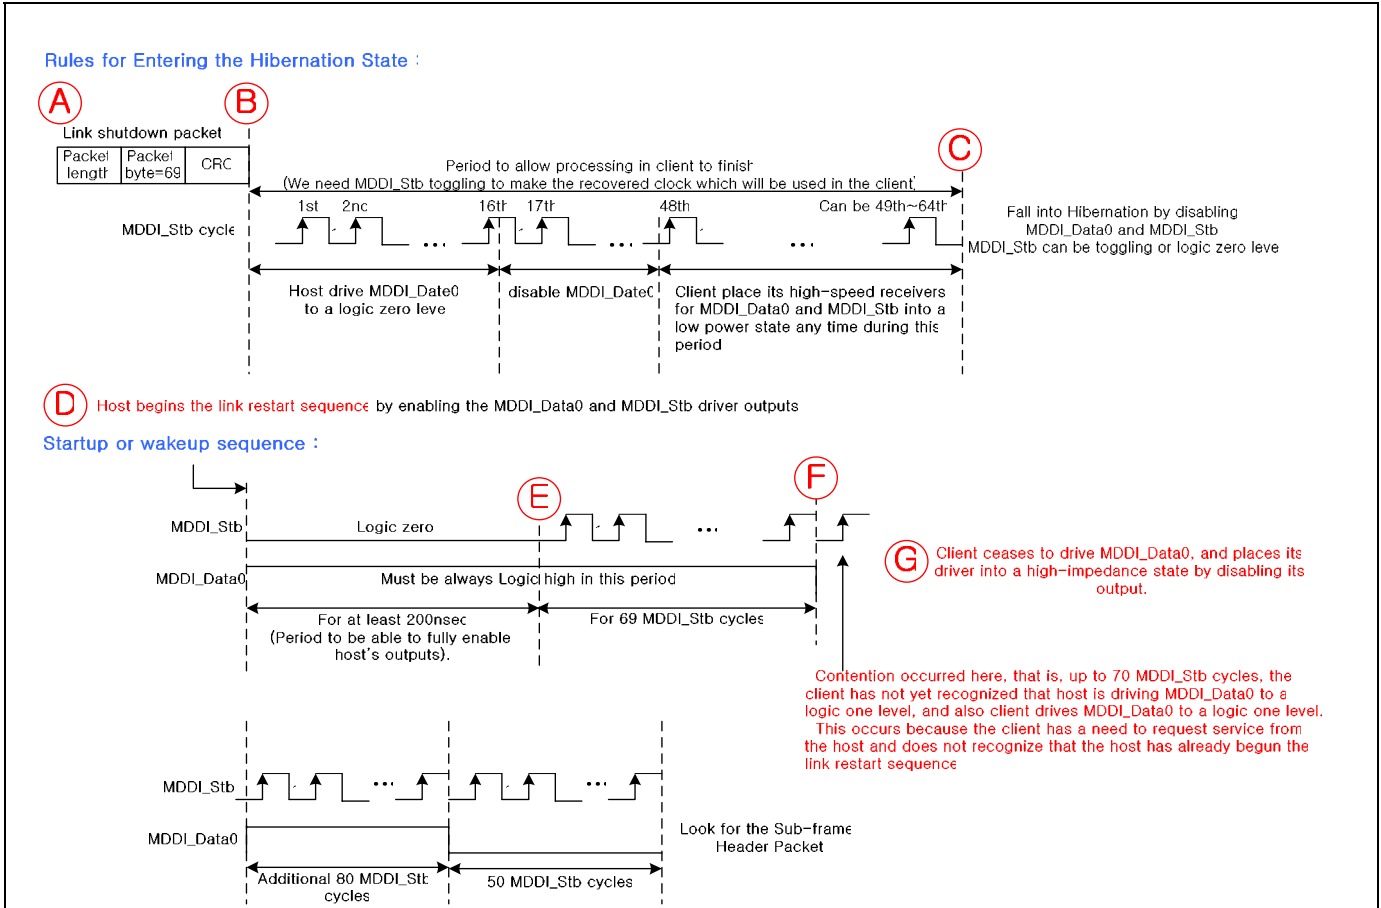 Rules for Entering the Hibernation State :
A
B
Link shutdown packet
Packet length
Packet byte=69
CRC
C
Period to allow processing in client to finish
(We need MDDI_Stb toggling to make the recovered clock which will be used in the client)
MDDI_Stb cycle
1st
2nd
16th
17th
48th
Can be 49th~64th
Fall into Hibernation by disabling
MDDI_Data0 and MDDI_Stb
MDDI_Stb can be toggling or logic zero leve
Host drive MDDI_Date0
to a logic zero leve
disable MDDI_Date0
Client place its high-speed receivers
for MDDI_Data0 and MDDI_Stb into a
low power state any time during this
period
D
Host begins the link restart sequence by enabling the MDDI_Data0 and MDDI_Stb driver outputs
Startup or wakeup sequence :
E
F
MDDI_Stb
Logic zero
MDDI_Data0
Must be always Logic high in this period
For at least 200nsec
(Period to be able to fully enable
host's outputs).
For 69 MDDI_Stb cycles
G
Client ceases to drive MDDI_Data0, and places its
driver into a high-impedance state by disabling its
output.
Contention occurred here, that is, up to 70 MDDI_Stb cycles, the
client has not yet recognized that host is driving MDDI_Data0 to a
logic one level, and also client drives MDDI_Data0 to a logic one level.
This occurs because the client has a need to request service from
the host and does not recognize that the host has already begun the
link restart sequence
MDDI_Stb
MDDI_Data0
Look for the Sub-frame
Header Packet
Additional 80 MDDI_Stb
cycles
50 MDDI_Stb cycles